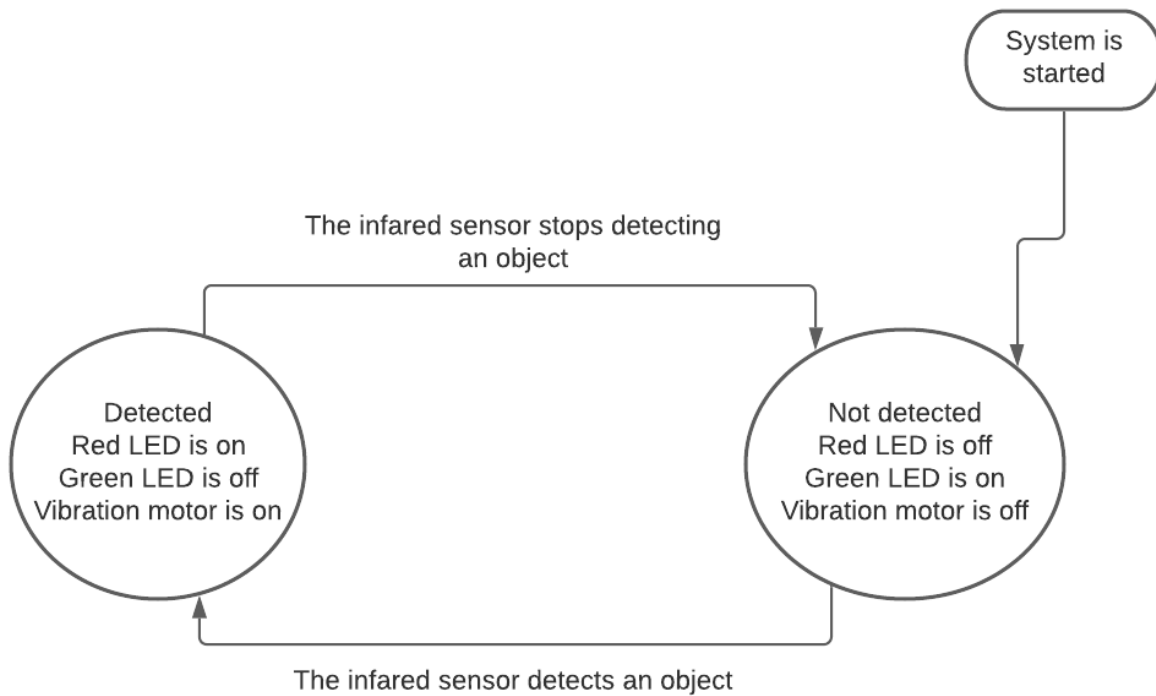 System is
started
The infared sensor stops detecting
an object
Detected
Red LED is on
Green LED is off
Vibration motor is on
Not detected
Red LED is off
Green LED is on
Vibration motor is off
The infared sensor detects an object